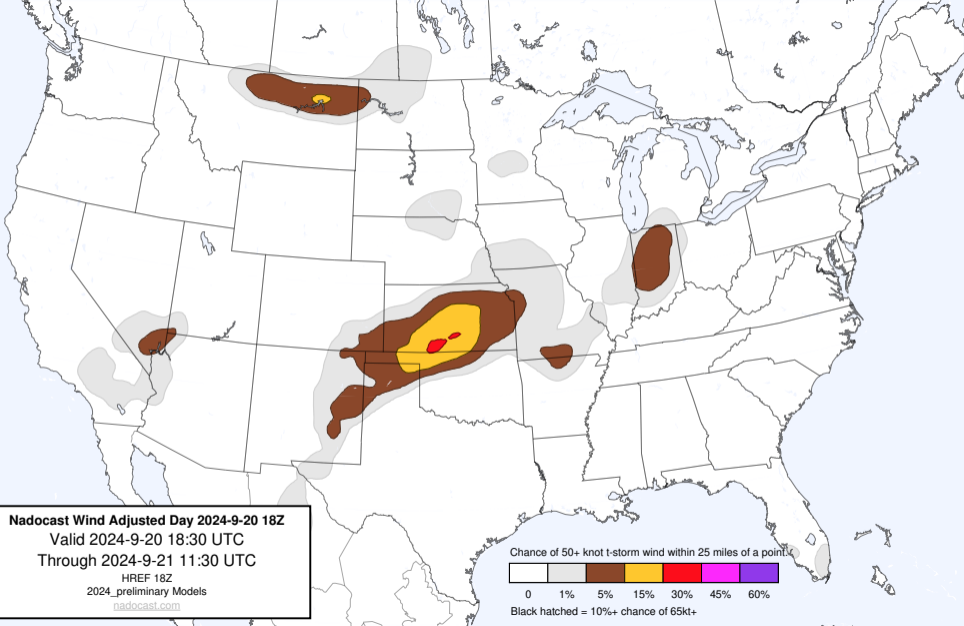 Nadocast Wind Adjusted Day 2024-9-20 18Z
Valid 2024-9-20 18:30 UTC
Through 2024-9-21 11:30 UTC
HREF 18Z
2024_preliminary Models
nadocast.com
Chance of 50+ knot t-storm wind within 25 miles of a point.
0 1% 5% 15% 30% 45% 60%
Black hatched = 10%+ chance of 65kt+